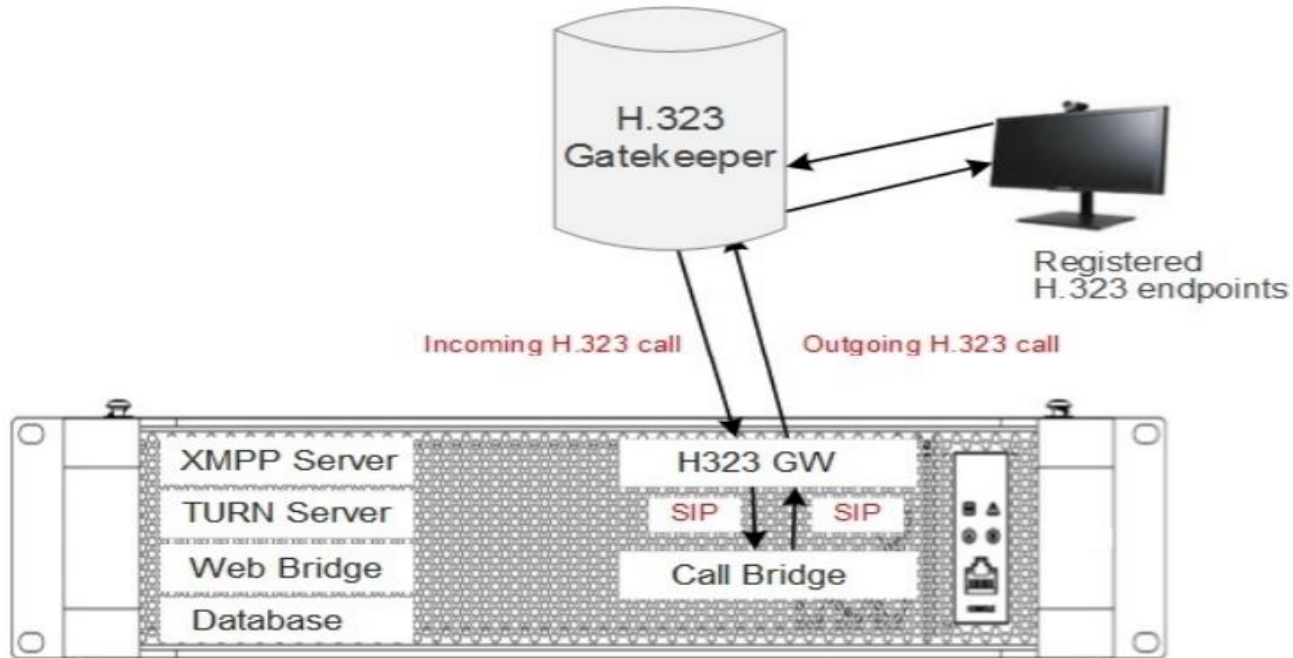 H.323
Gatekeeper
Registered
H.323 endpoints
Incoming H.323 call
Outgoing H.323 call
XMPP Server
H323 GW
TURN Server
SIP
SIP
Web Bridge
Call Bridge
Database